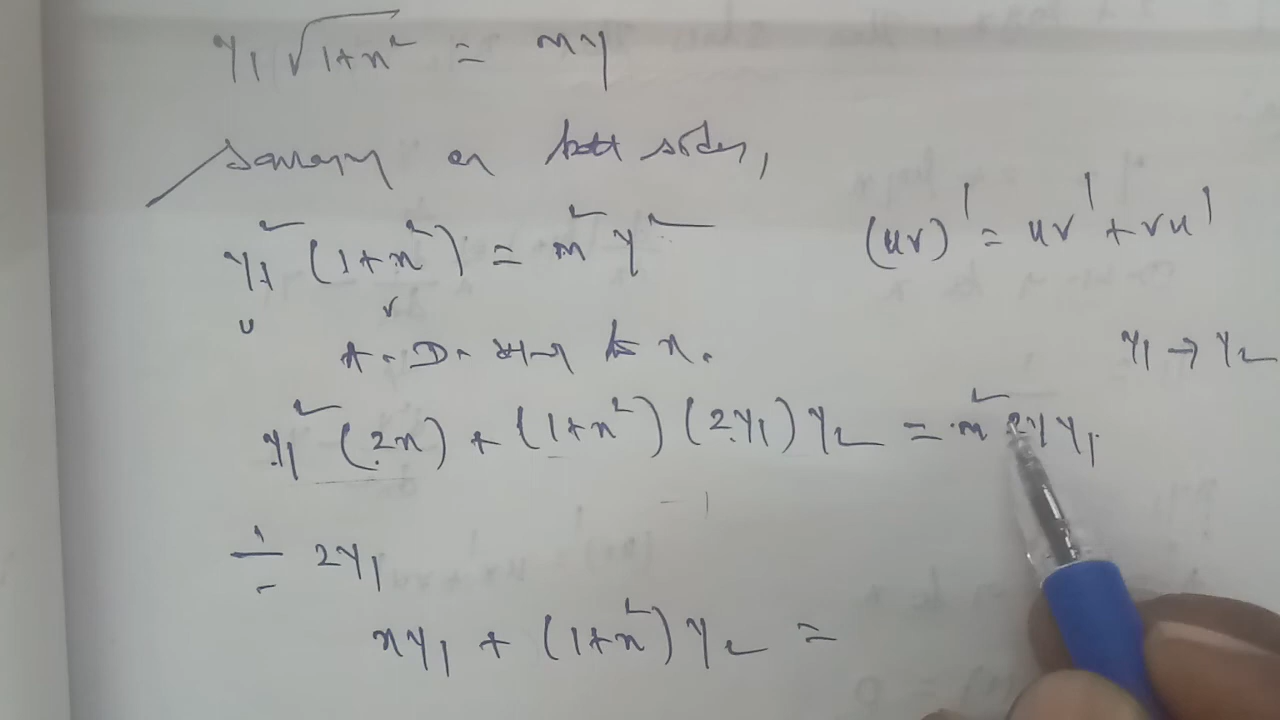 y₁ √(1+x²) = my
on both sides,
y₁² (1+x²) = m² y²
(uv)' = uv' + vu'
u v
A. D. w.r. to x.
y₁ → y₂
y₁² (2x) + (1+x²) (2y₁) y₂ = m² 2y y₁
÷ 2y₁
xy₁ + (1+x²) y₂ =